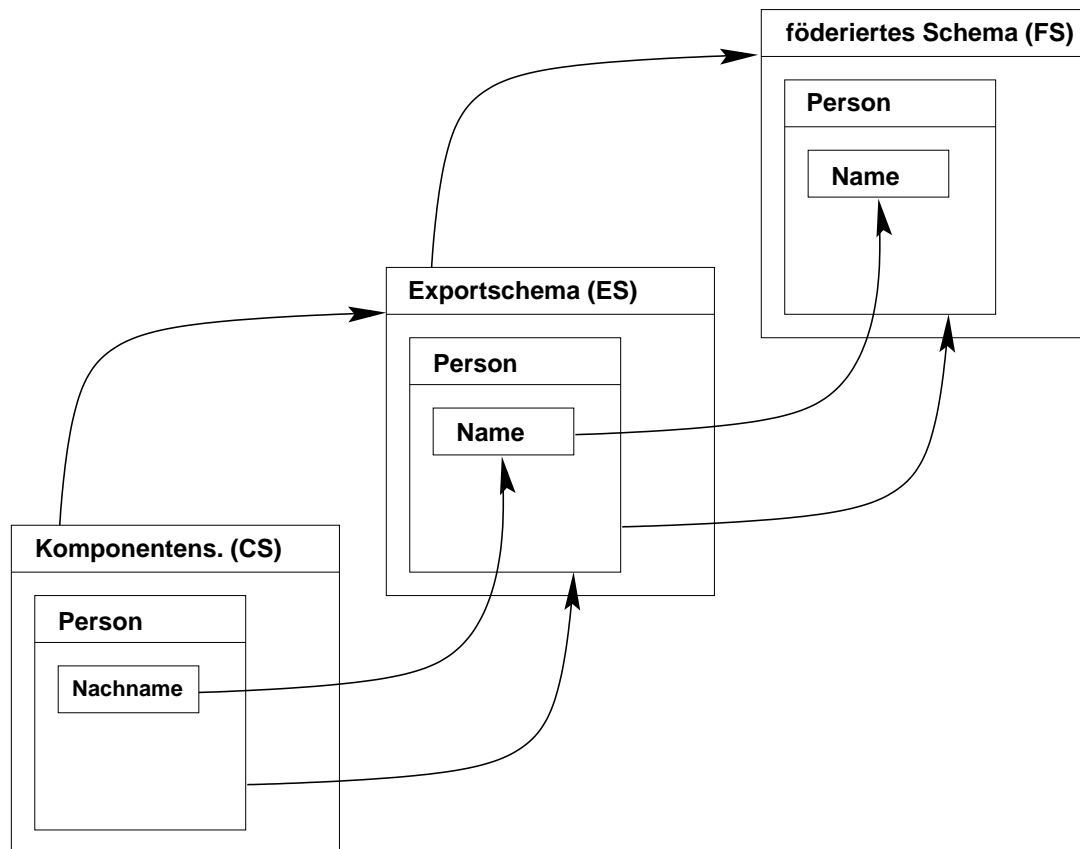 föderiertes Schema (FS)
Person
Name
Exportschema (ES)
Person
Name
Komponentens. (CS)
Person
Nachname